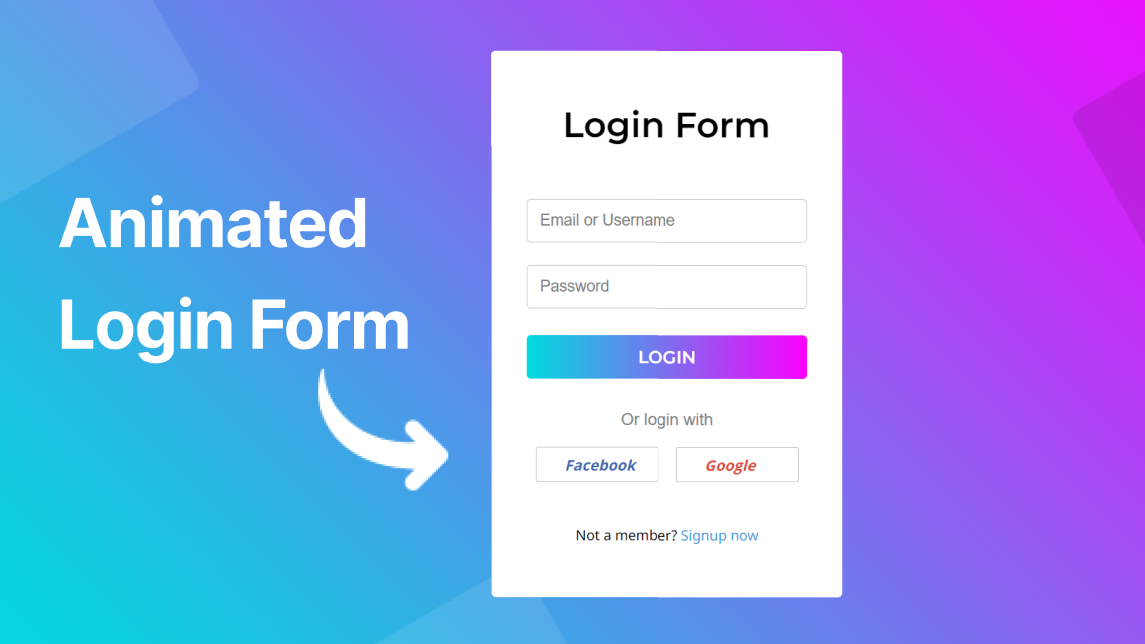 Animated
Login Form
Login Form
Email or Username
Password
LOGIN
Or login with
Facebook
Google
Not a member? Signup now